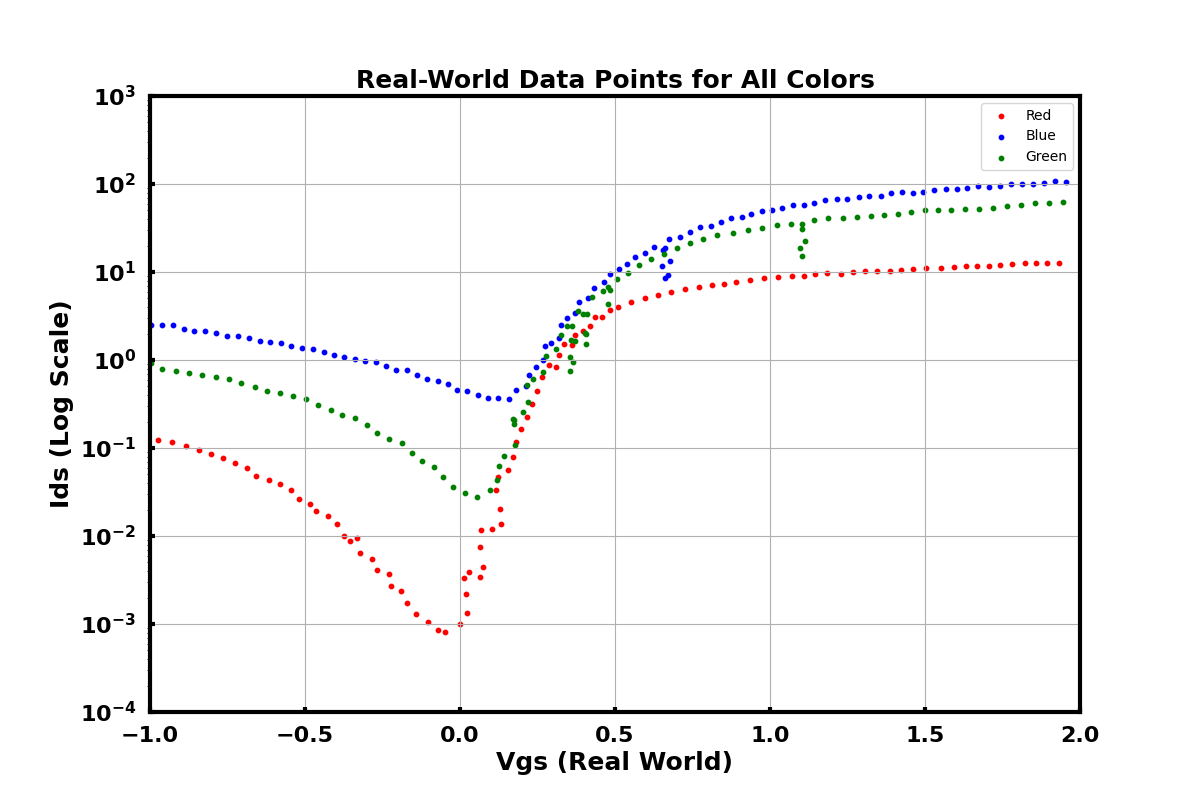 Real-World Data Points for All Colors
10³
10²
10¹
10⁰
10⁻¹
10⁻²
10⁻³
10⁻⁴
Ids (Log Scale)
Red
Blue
Green
−1.0 −0.5 0.0 0.5 1.0 1.5 2.0
Vgs (Real World)